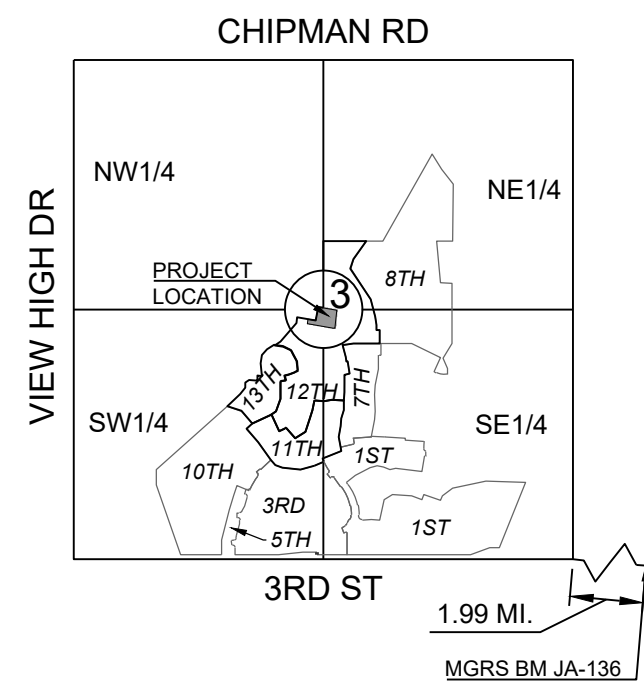 CHIPMAN RD
VIEW HIGH DR
NW1/4
NE1/4
PROJECT
LOCATION
3
8TH
13TH
12TH
7TH
SW1/4
SE1/4
11TH
1ST
10TH
3RD
1ST
5TH
3RD ST
1.99 MI.
MGRS BM JA-136